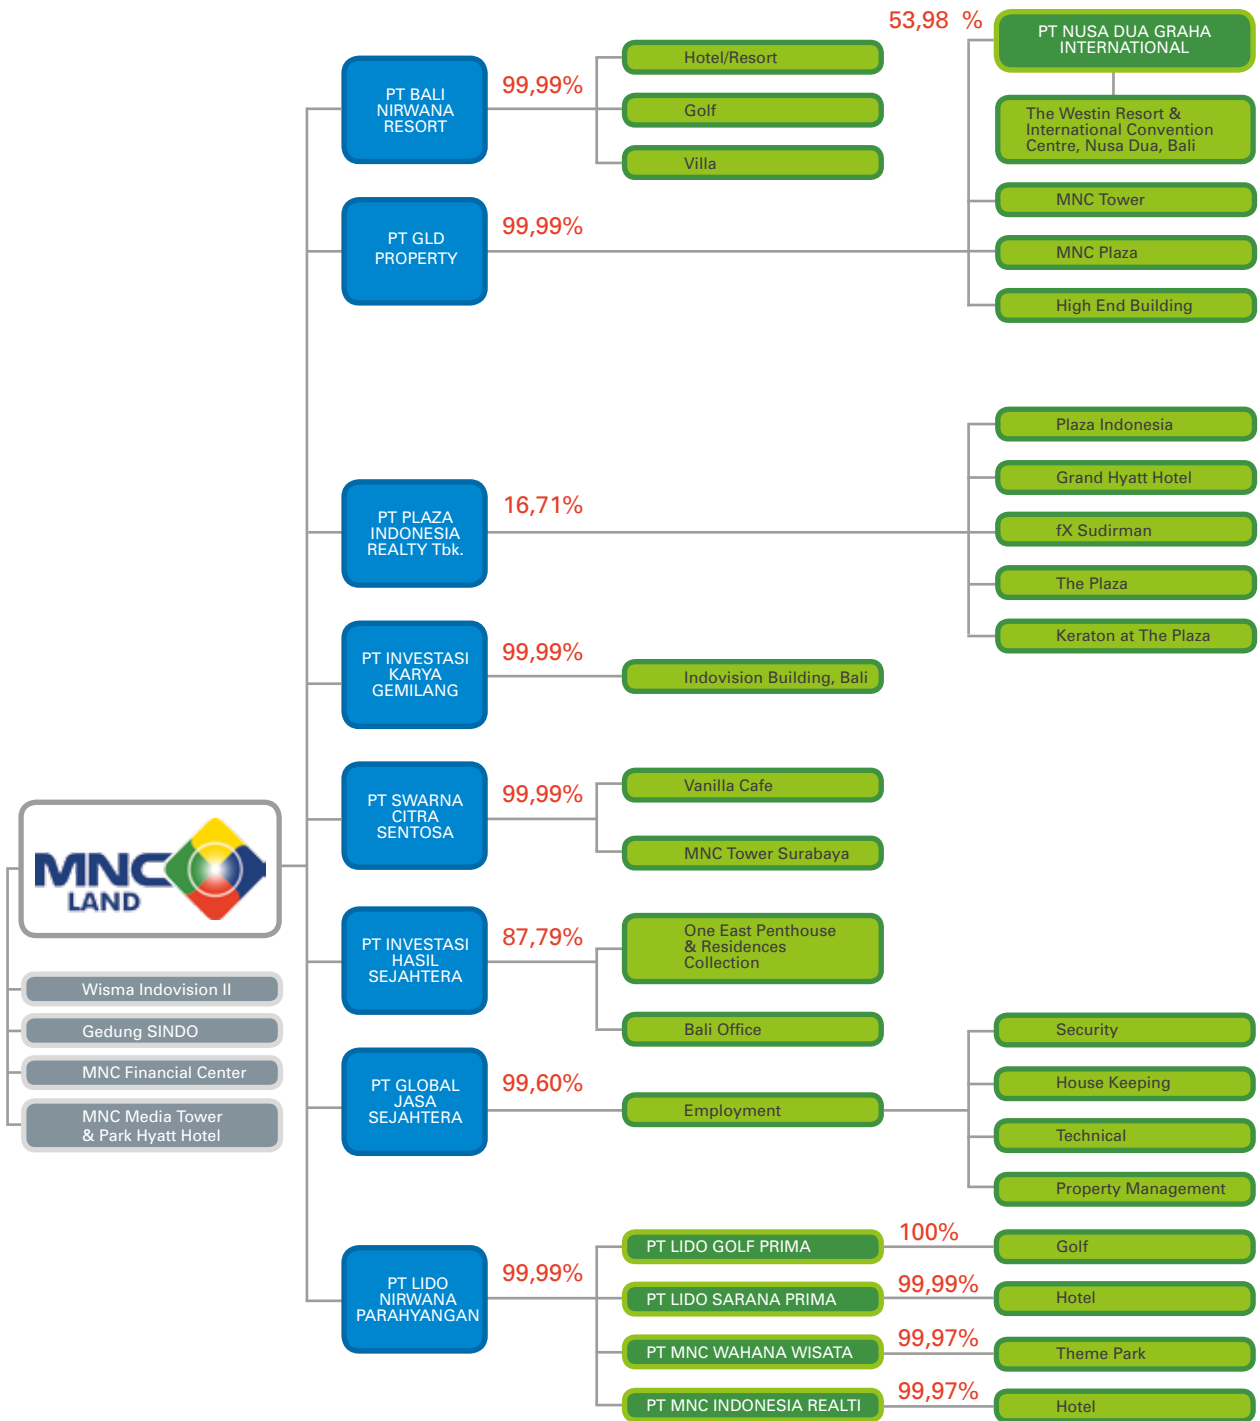 53,98 %
PT NUSA DUA GRAHA
INTERNATIONAL
PT BALI
NIRWANA
RESORT
99,99%
Hotel/Resort
Golf
Villa
The Westin Resort &
International Convention
Centre, Nusa Dua, Bali
PT GLD
PROPERTY
99,99%
MNC Tower
MNC Plaza
High End Building
PT PLAZA
INDONESIA
REALTY Tbk.
16,71%
Plaza Indonesia
Grand Hyatt Hotel
fX Sudirman
The Plaza
Keraton at The Plaza
PT INVESTASI
KARYA
GEMILANG
99,99%
Indovision Building, Bali
PT SWARNA
CITRA
SENTOSA
99,99%
Vanilla Cafe
MNC Tower Surabaya
MNC
LAND
Wisma Indovision II
Gedung SINDO
MNC Financial Center
MNC Media Tower
& Park Hyatt Hotel
PT INVESTASI
HASIL
SEJAHTERA
87,79%
One East Penthouse
& Residences
Collection
Bali Office
PT GLOBAL
JASA
SEJAHTERA
99,60%
Employment
Security
House Keeping
Technical
Property Management
PT LIDO
NIRWANA
PARAHYANGAN
99,99%
PT LIDO GOLF PRIMA
100%
Golf
PT LIDO SARANA PRIMA
99,99%
Hotel
PT MNC WAHANA WISATA
99,97%
Theme Park
PT MNC INDONESIA REALTI
99,97%
Hotel